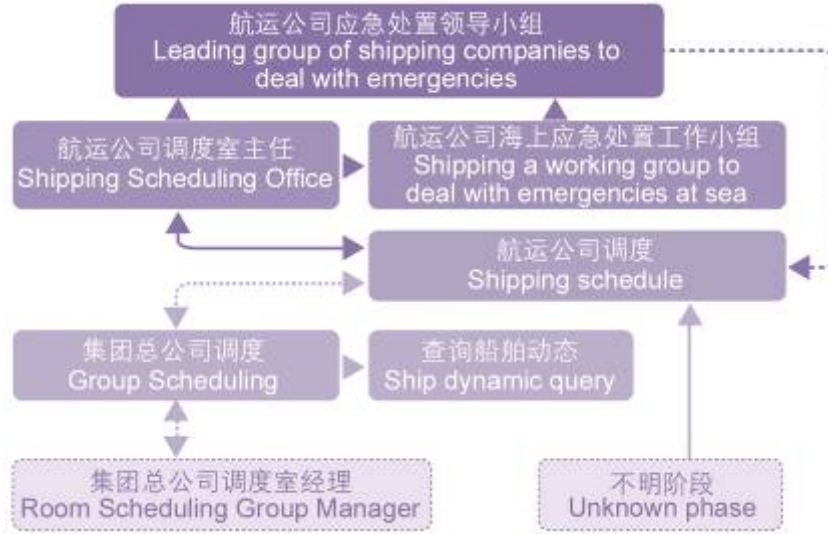 航运公司应急处置领导小组
Leading group of shipping companies to
deal with emergencies
航运公司调度室主任
Shipping Scheduling Office
航运公司海上应急处置工作小组
Shipping a working group to
deal with emergencies at sea
航运公司调度
Shipping schedule
集团总公司调度
Group Scheduling
查询船舶动态
Ship dynamic query
集团总公司调度室经理
Room Scheduling Group Manager
不明阶段
Unknown phase